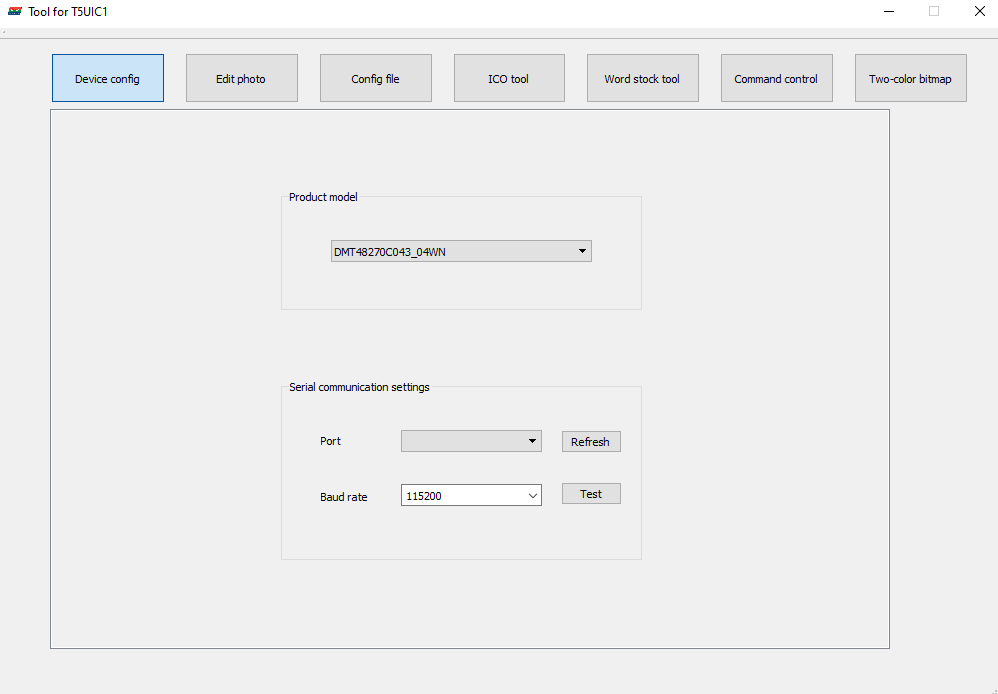 Tool for T5UIC1
Device config
Edit photo
Config file
ICO tool
Word stock tool
Command control
Two-color bitmap
Product model
DMT48270C043_04WN
Serial communication settings
Port
Refresh
Baud rate
115200
Test